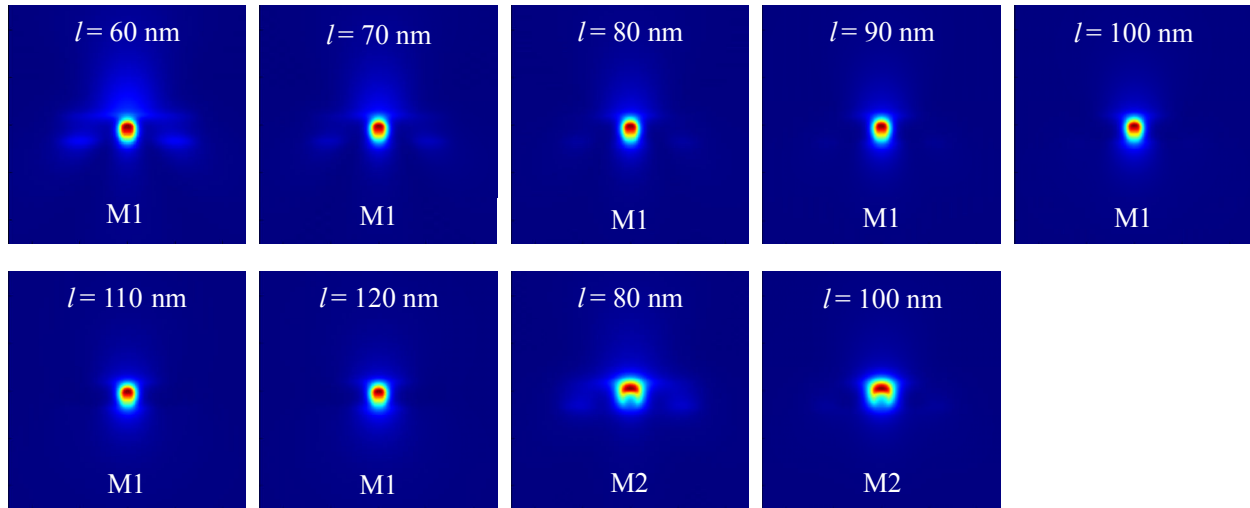 l = 60 nm
M1
l = 70 nm
M1
l = 80 nm
M1
l = 90 nm
M1
l = 100 nm
M1
l = 110 nm
M1
l = 120 nm
M1
l = 80 nm
M2
l = 100 nm
M2